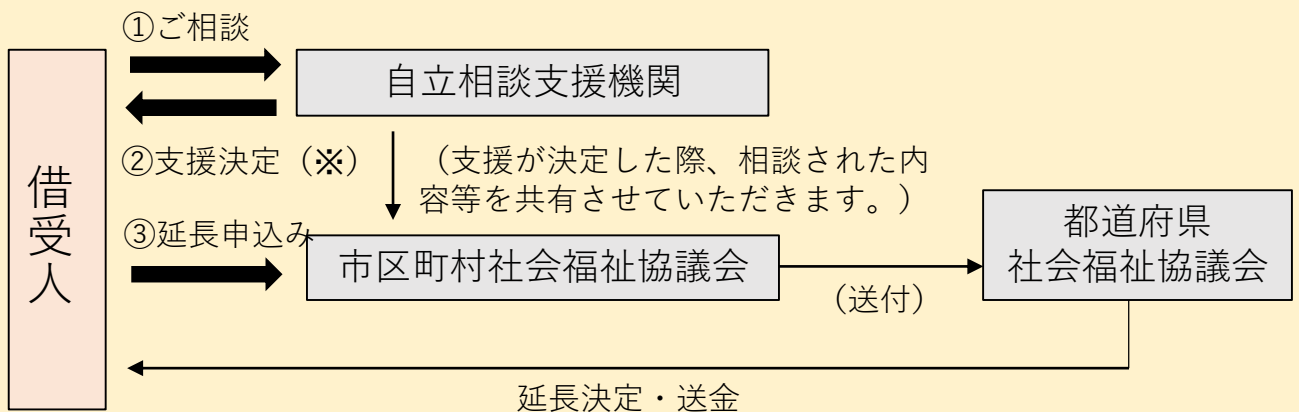 ①ご相談
自立相談支援機関
②支援決定（※）
（支援が決定した際、相談された内
容等を共有させていただきます。）
借受人
③延長申込み
市区町村社会福祉協議会
（送付）
都道府県
社会福祉協議会
延長決定・送金